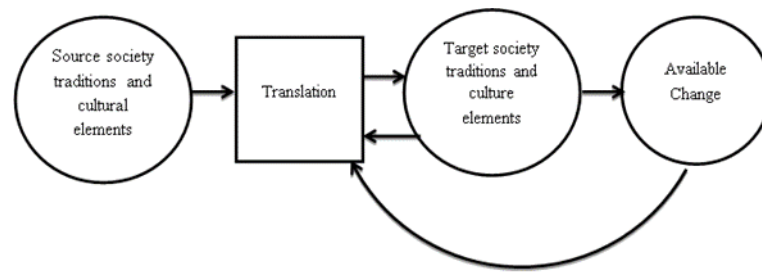 Source society
traditions and
cultural
elements
Translation
Target society
traditions and
culture
elements
Available
Change